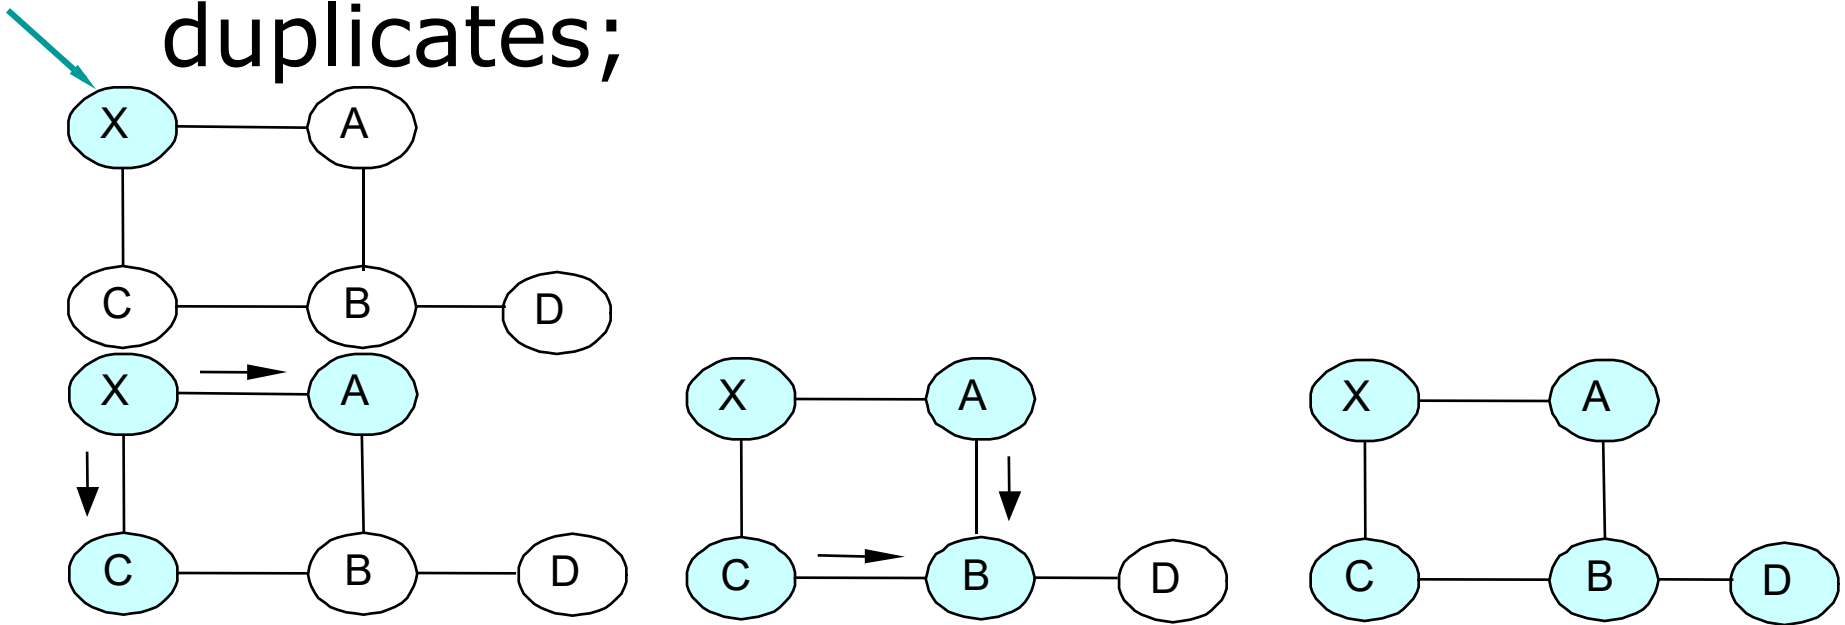 duplicates;
X A
C B D
X A
C B D
X A
C B D
X A
C B D